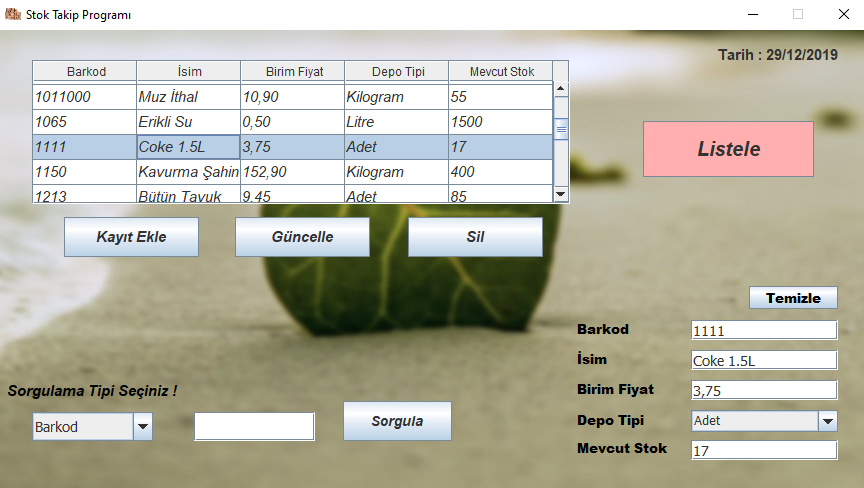 Stok Takip Programı
Tarih : 29/12/2019
Barkod İsim Birim Fiyat Depo Tipi Mevcut Stok
1011000 Muz İthal 10,90 Kilogram 55
1065 Erikli Su 0,50 Litre 1500
1111 Coke 1.5L 3,75 Adet 17
1150 Kavurma Şahin 152,90 Kilogram 400
1213 Bütün Tavuk 9,45 Adet 85
Listele
Kayıt Ekle Güncelle Sil
Temizle
Barkod 1111
İsim Coke 1.5L
Birim Fiyat 3,75
Depo Tipi Adet
Mevcut Stok 17
Sorgulama Tipi Seçiniz !
Barkod Sorgula